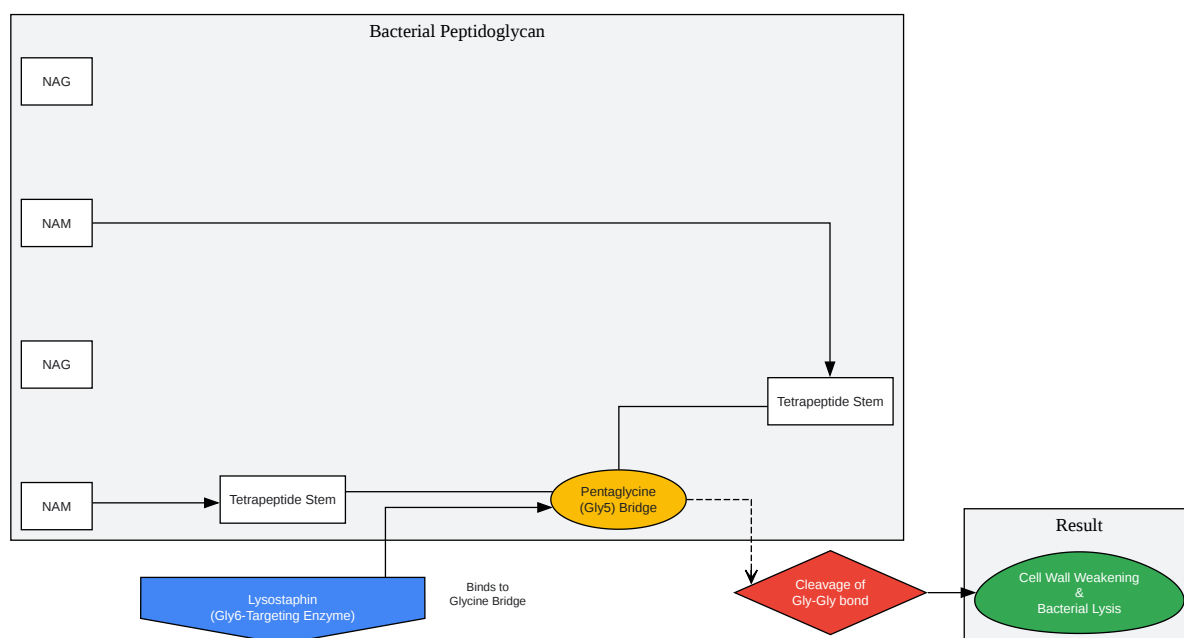 Bacterial Peptidoglycan
NAG
NAM
NAG
Tetrapeptide Stem
NAM
Tetrapeptide Stem
Pentaglycine
(Gly5) Bridge
Result
Lysostaphin
(Gly6-Targeting Enzyme)
Binds to
Glycine Bridge
Cleavage of
Gly-Gly bond
Cell Wall Weakening
&
Bacterial Lysis